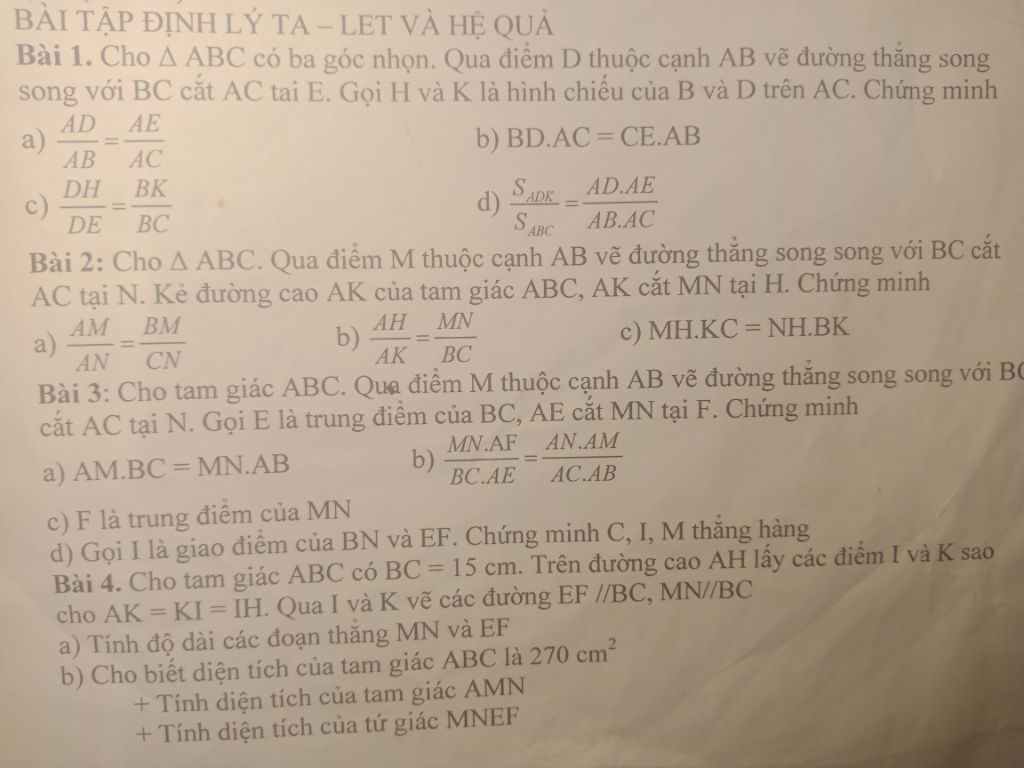 BÀI TẬP ĐỊNH LÝ TA – LET VÀ HỆ QUẢ
Bài 1. Cho Δ ABC có ba góc nhọn. Qua điểm D thuộc cạnh AB vẽ đường thẳng song
song với BC cắt AC tai E. Gọi H và K là hình chiếu của B và D trên AC. Chứng minh
a) AD/AB = AE/AC b) BD.AC = CE.AB
c) DH/DE = BK/BC d) S_ADK/S_ABC = AD.AE/AB.AC
Bài 2: Cho Δ ABC. Qua điểm M thuộc cạnh AB vẽ đường thẳng song song với BC cắt
AC tại N. Kẻ đường cao AK của tam giác ABC, AK cắt MN tại H. Chứng minh
a) AM/AN = BM/CN b) AH/AK = MN/BC c) MH.KC = NH.BK
Bài 3: Cho tam giác ABC. Qua điểm M thuộc cạnh AB vẽ đường thẳng song song với BC
cắt AC tại N. Gọi E là trung điểm của BC, AE cắt MN tại F. Chứng minh
a) AM.BC = MN.AB b) MN.AF/BC.AE = AN.AM/AC.AB
c) F là trung điểm của MN
d) Gọi I là giao điểm của BN và EF. Chứng minh C, I, M thẳng hàng
Bài 4. Cho tam giác ABC có BC = 15 cm. Trên đường cao AH lấy các điểm I và K sao
cho AK = KI = IH. Qua I và K vẽ các đường EF //BC, MN//BC
a) Tính độ dài các đoạn thẳng MN và EF
b) Cho biết diện tích của tam giác ABC là 270 cm²
+ Tính diện tích của tam giác AMN
+ Tính diện tích của tứ giác MNEF